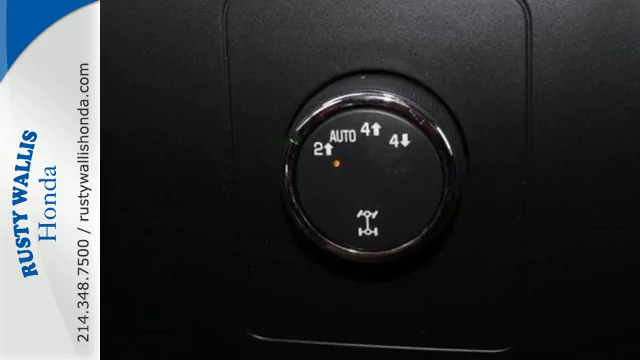 RUSTY WALLIS
Honda
214.348.7500 / rustywallishonda.com
2⬆
AUTO
4⬆
4⬇